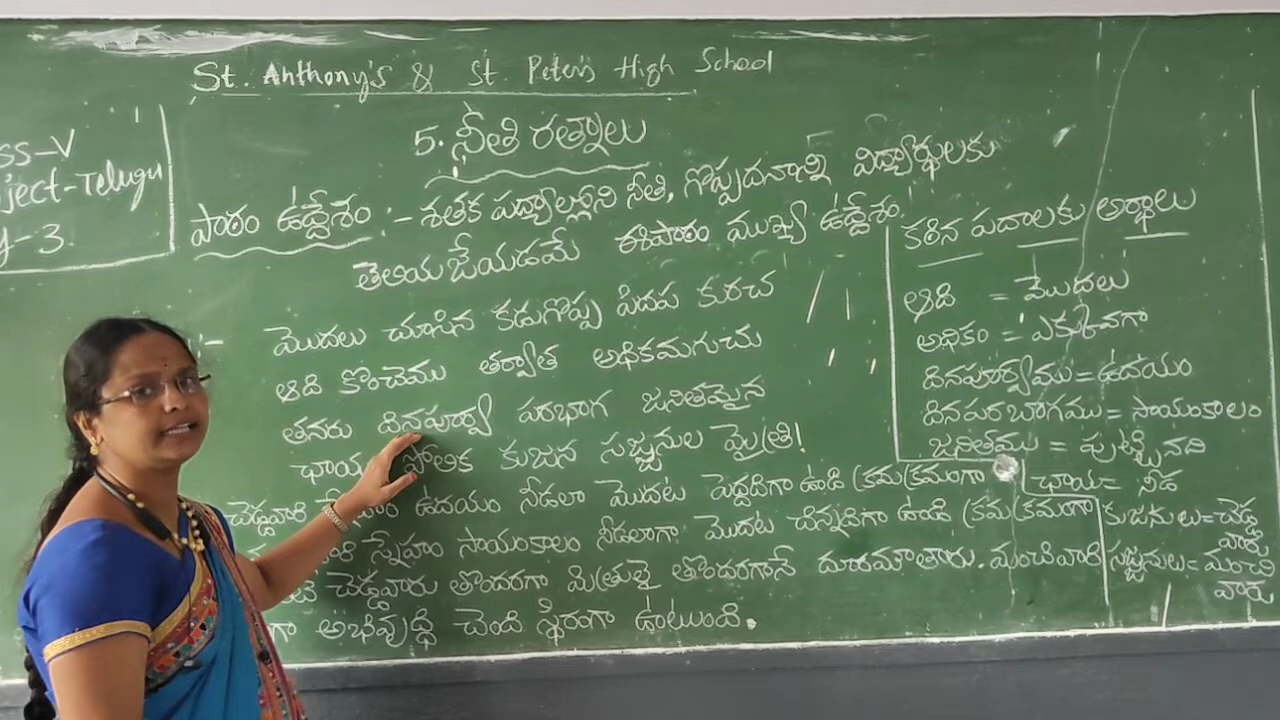 St. Anthony's & St. Peter's High School
ss-V
ject-Telugu
y-3
5. నీతి రత్నాలు
పాఠం ఉద్దేశం :- శతక పద్యాల్లోని నీతి, గొప్పదనాన్ని విద్యార్థులకు
తెలియజేయడమే ఈపాఠం ముఖ్య ఉద్దేశం.
:- మొదలు చూసిన కడుగొప్ప పిదప కురచ
ఆది కొంచెము తర్వాత అధికమగుచు
తనరు దినపూర్వ పరభాగ జనితమైన
ఛాయ పోలిక కుజన సజ్జనుల మైత్రి!
చెడ్డవారి ఉదయం నీడలా మొదట పెద్దదిగా ఉండి క్రమక్రమంగా
స్నేహం సాయంకాలం నీడలాగా మొదట చిన్నదిగా ఉండి క్రమక్రమంగా
చెడ్డవారు తొందరగా మిత్రులై తొందరగానే దూరమాతారు. మంచివారి
గా అభివృద్ధి చెంది స్థిరంగా ఉంటుంది.
కఠిన పదాలకు అర్థాలు
ఆది = మొదలు
అధికం = ఎక్కువగా
దినపూర్వము = ఉదయం
దినపరభాగము = సాయంకాలం
జనితము = పుట్టినది
ఛాయ = నీడ
కుజనులు = చెడ్డ
వారు
సజ్జనులు = మంచి
వారు